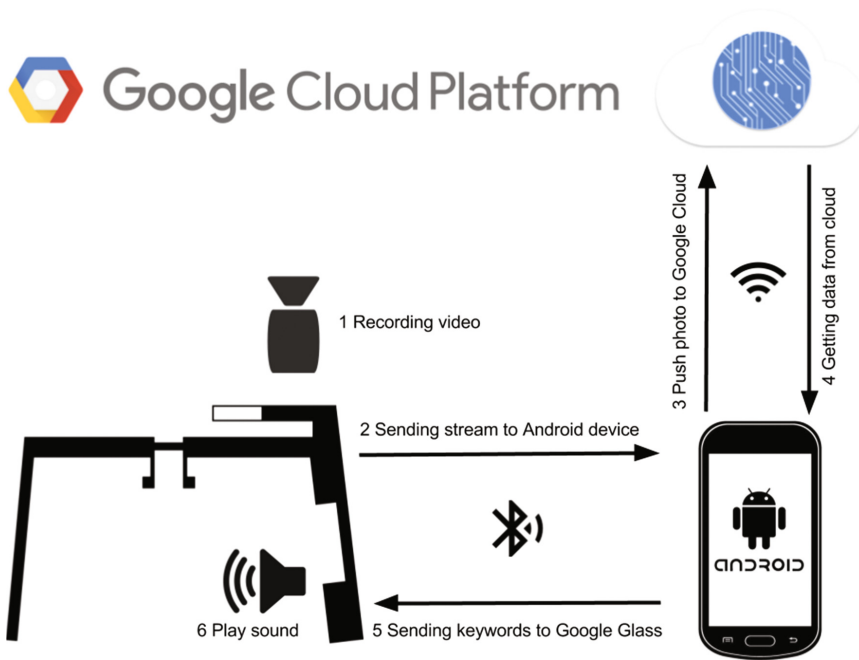 Google Cloud Platform
3 Push photo to Google Cloud
4 Getting data from cloud
1 Recording video
2 Sending stream to Android device
ANDROID
6 Play sound
5 Sending keywords to Google Glass